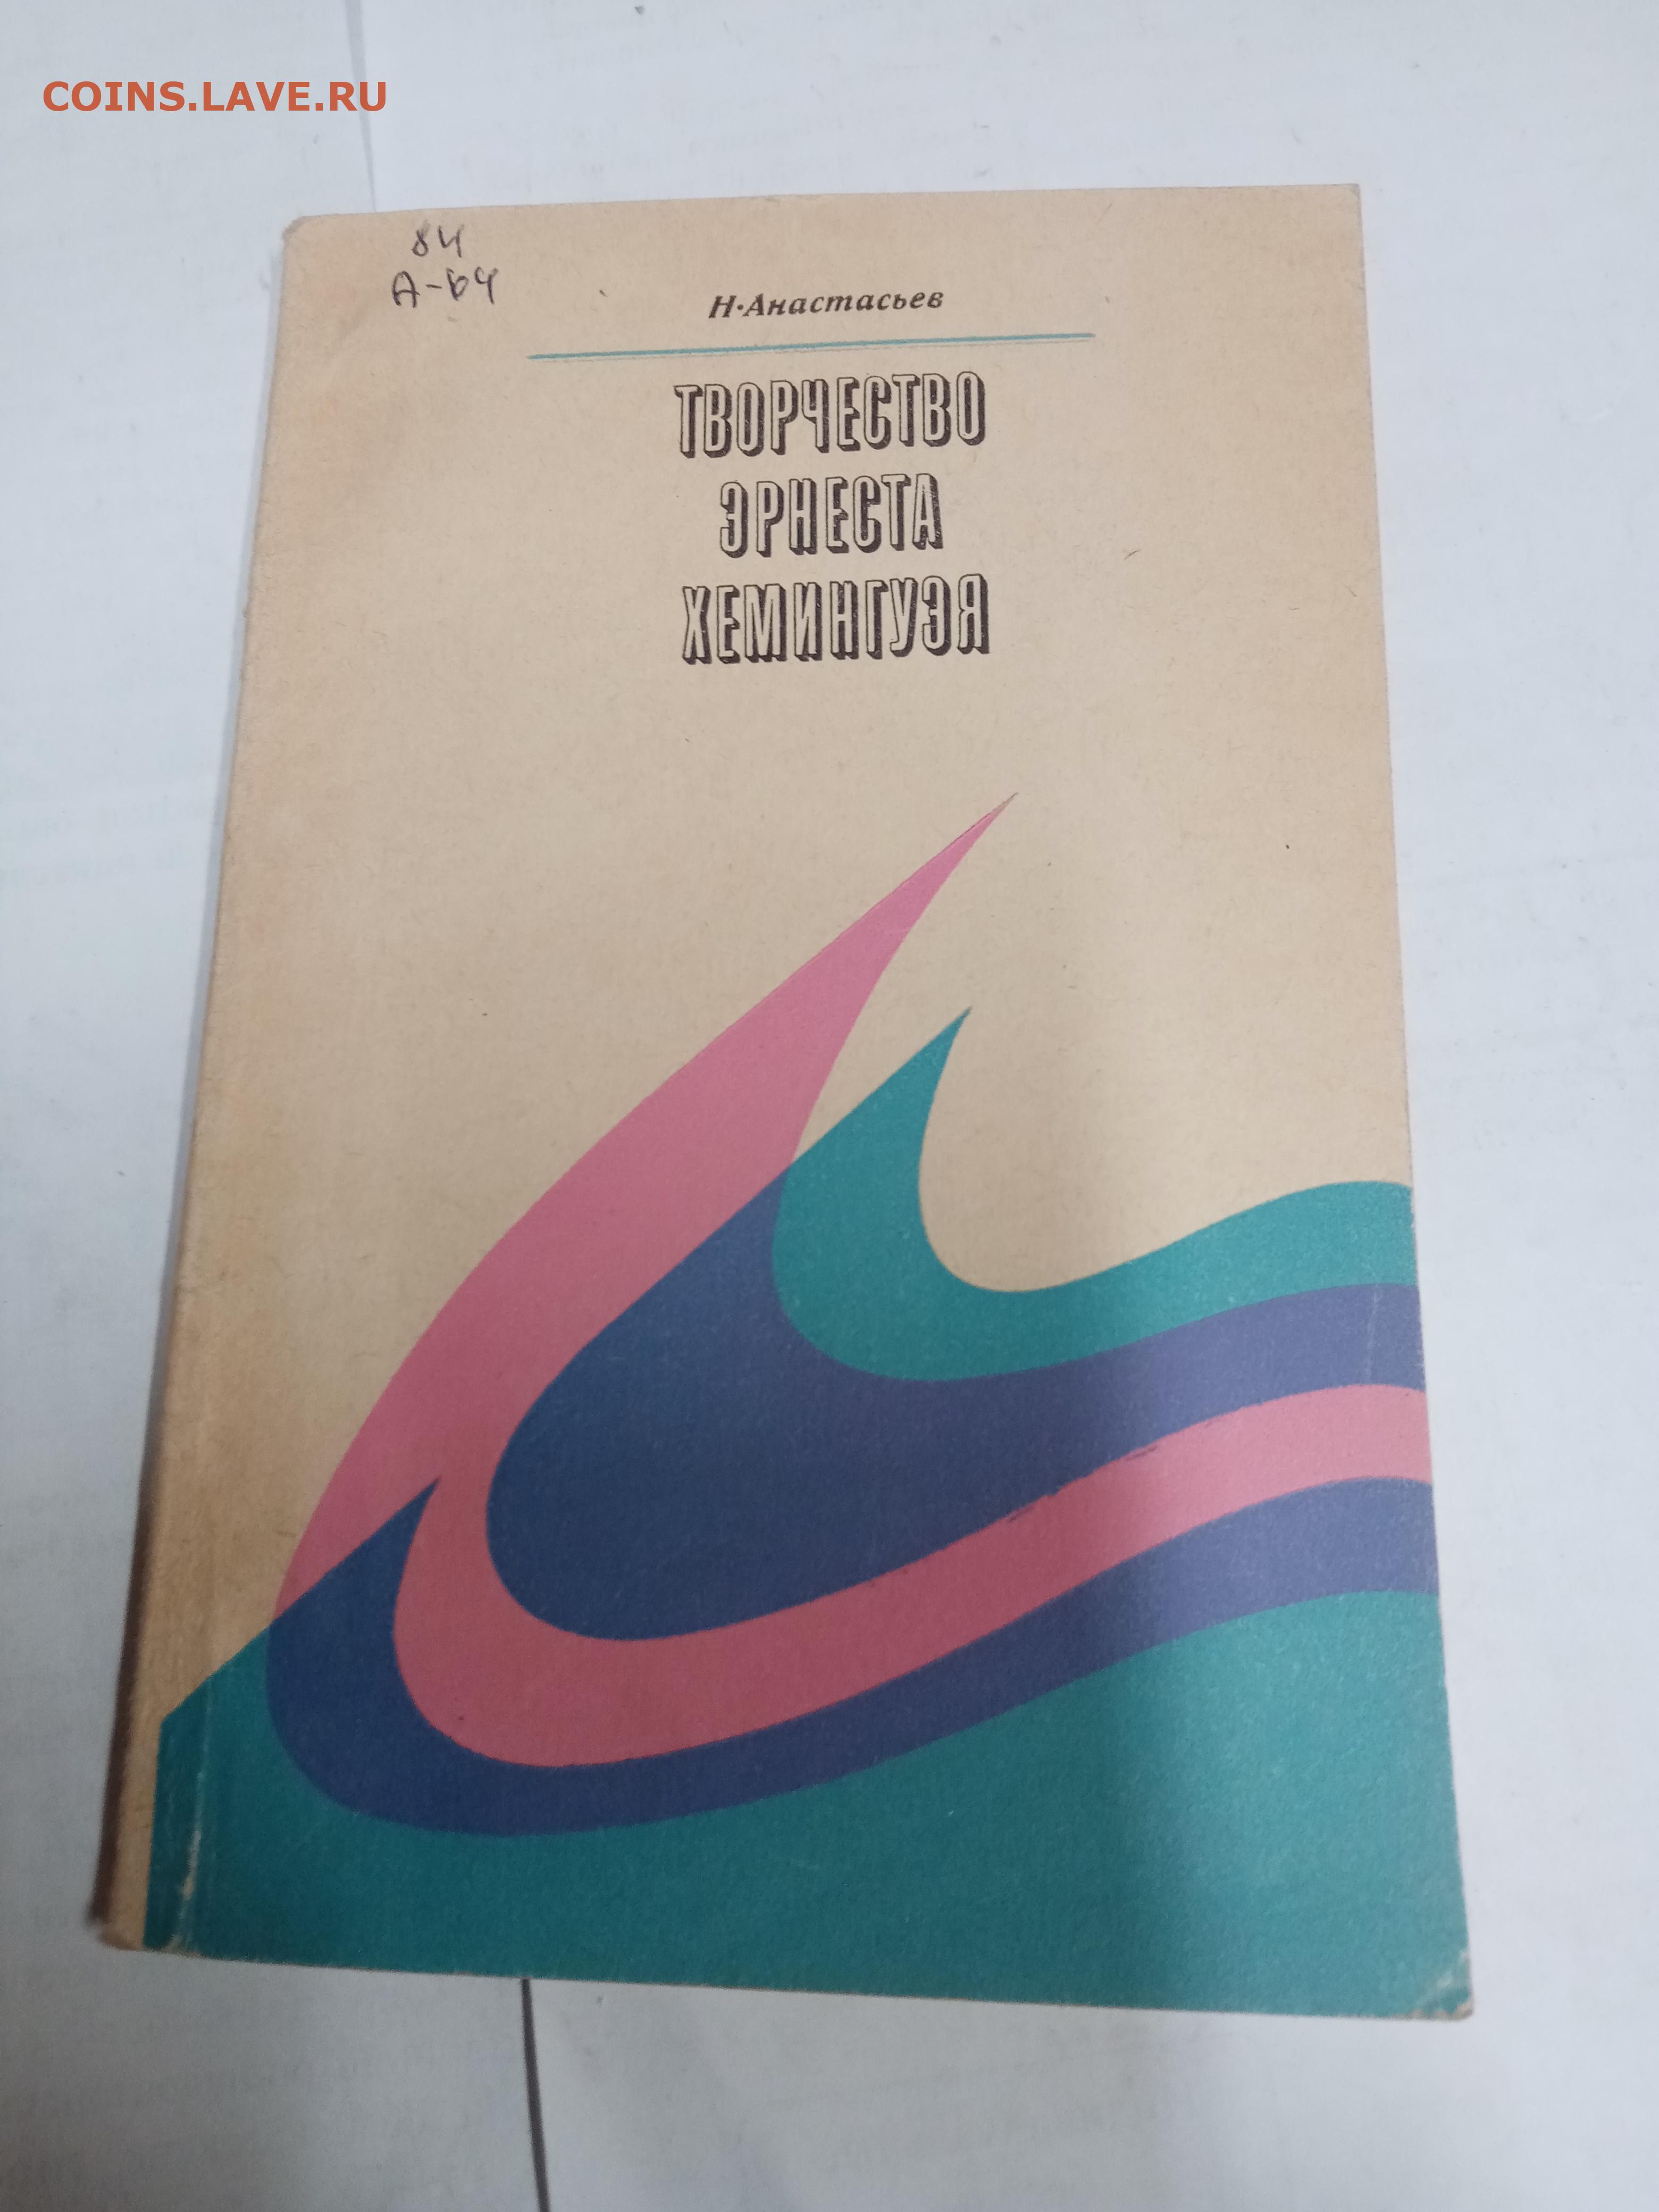 COINS.LAVE.RU
84
А-64
Н. Анастасьев
ТВОРЧЕСТВО
ЭРНЕСТА
ХЕМИНГУЭЯ